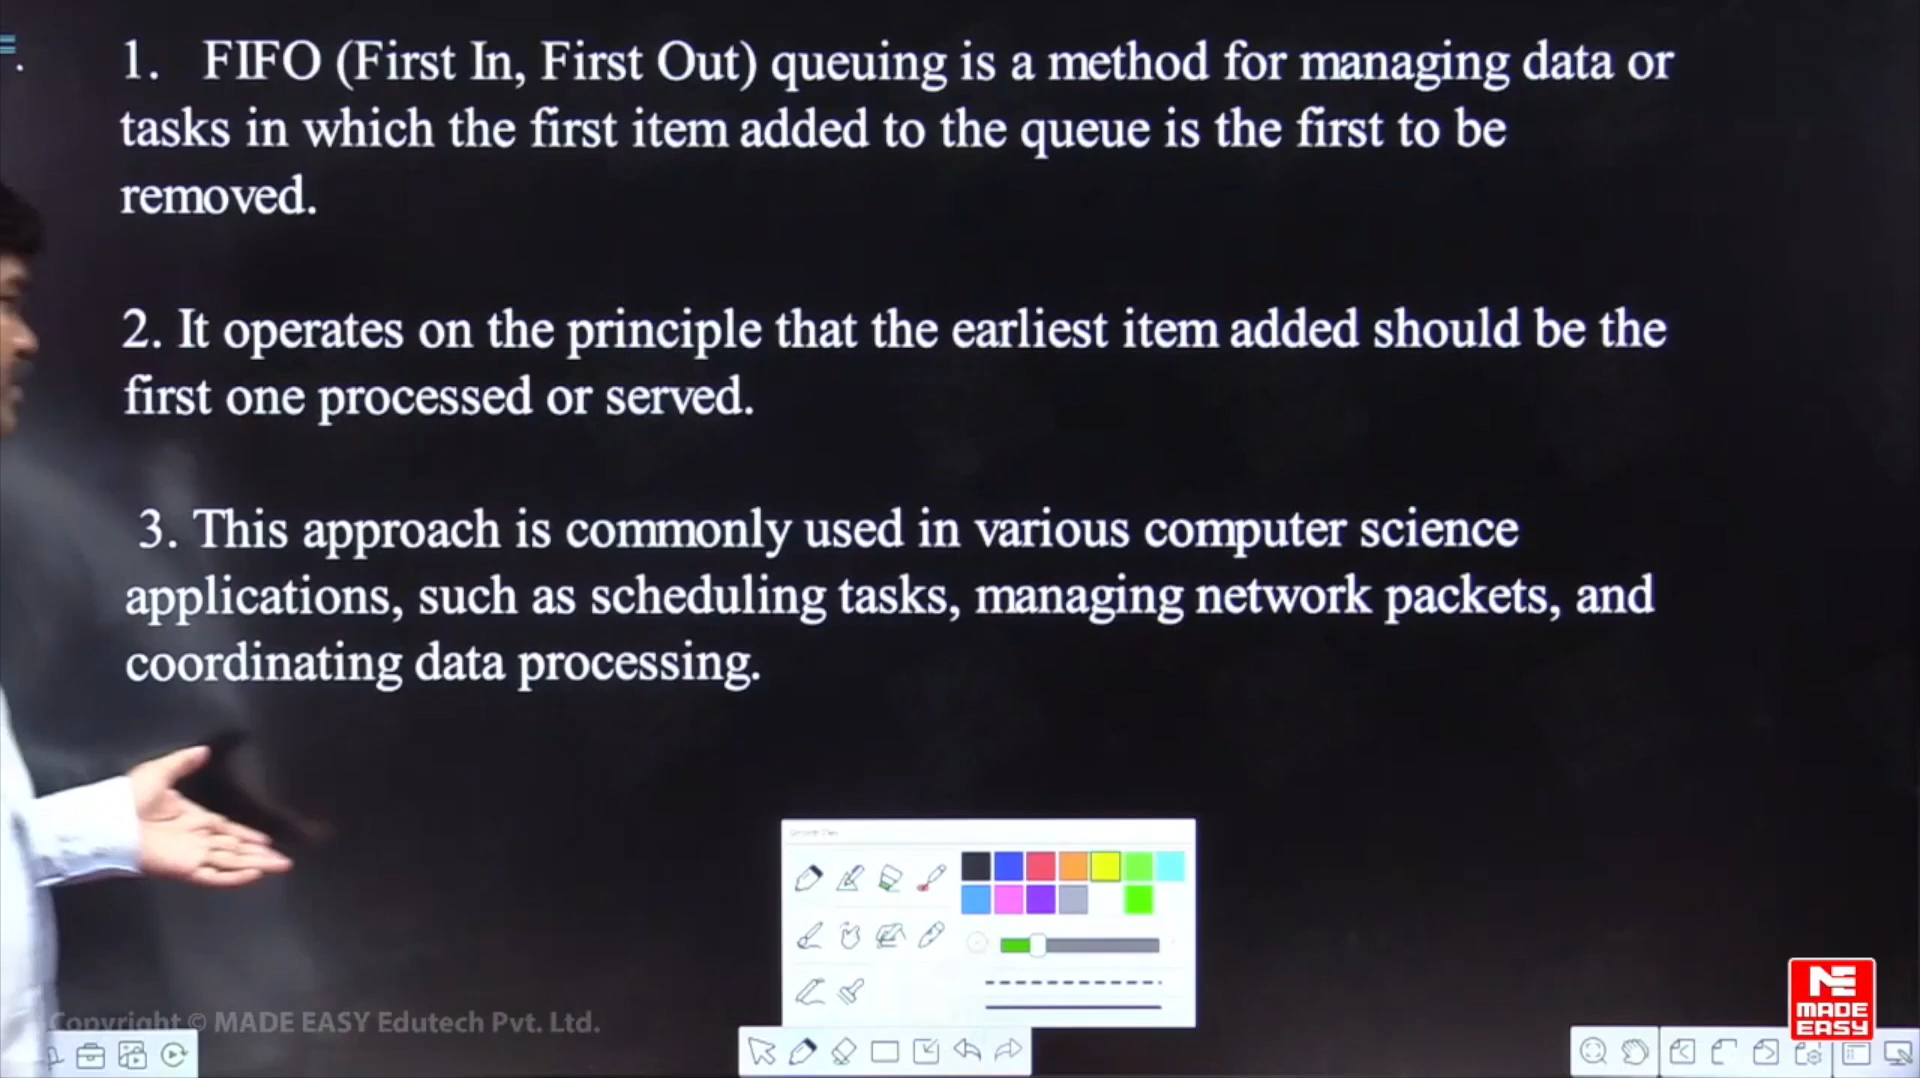 1. FIFO (First In, First Out) queuing is a method for managing data or
tasks in which the first item added to the queue is the first to be
removed.
2. It operates on the principle that the earliest item added should be the
first one processed or served.
3. This approach is commonly used in various computer science
applications, such as scheduling tasks, managing network packets, and
coordinating data processing.
Copyright © MADE EASY Edutech Pvt. Ltd.
MADE
EASY